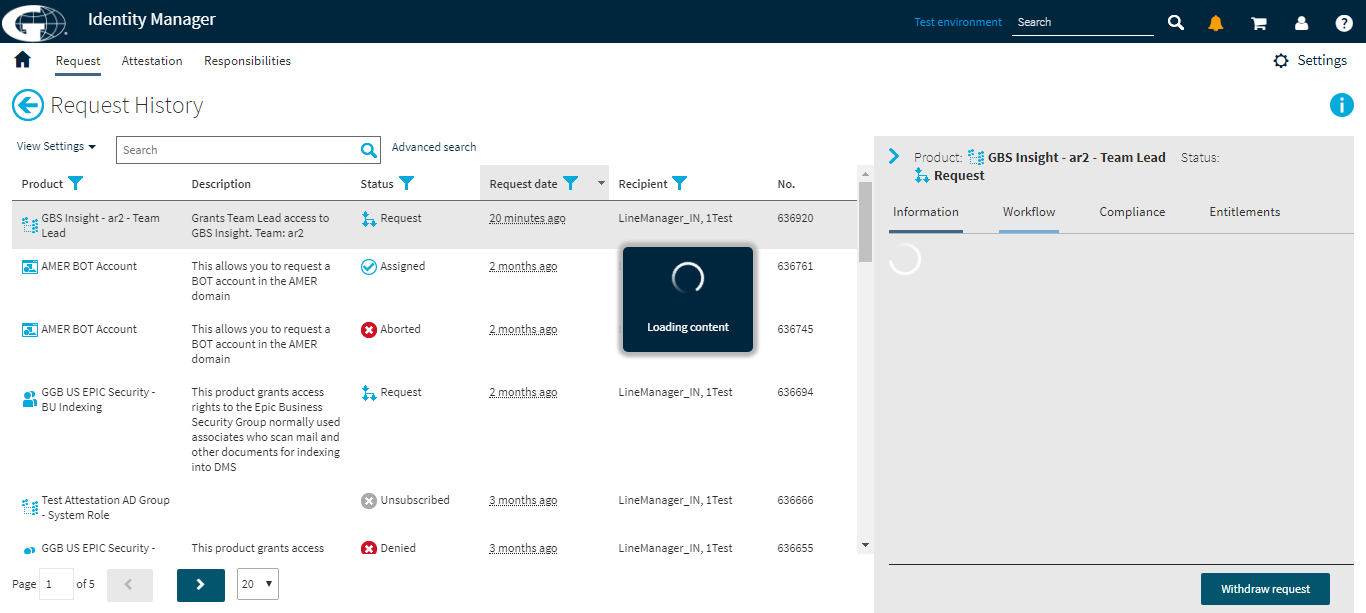 Identity Manager
Test environment
Search
Request
Attestation
Responsibilities
Settings
Request History
View Settings
Search
Advanced search
Product
Description
Status
Request date
Recipient
No.
GBS Insight - ar2 - Team
Lead
Grants Team Lead access to
GBS Insight. Team: ar2
Request
20 minutes ago
LineManager_IN, 1Test
636920
AMER BOT Account
This allows you to request a
BOT account in the AMER
domain
Assigned
2 months ago
636761
AMER BOT Account
This allows you to request a
BOT account in the AMER
domain
Aborted
2 months ago
636745
Loading content
GGB US EPIC Security -
BU Indexing
This product grants access
rights to the Epic Business
Security Group normally used
associates who scan mail and
other documents for indexing
into DMS
Request
2 months ago
LineManager_IN, 1Test
636694
Test Attestation AD Group
- System Role
Unsubscribed
3 months ago
LineManager_IN, 1Test
636666
GGB US EPIC Security -
This product grants access
Denied
3 months ago
LineManager_IN, 1Test
636655
Page 1 of 5
20
Product: GBS Insight - ar2 - Team Lead Status:
Request
Information
Workflow
Compliance
Entitlements
Withdraw request